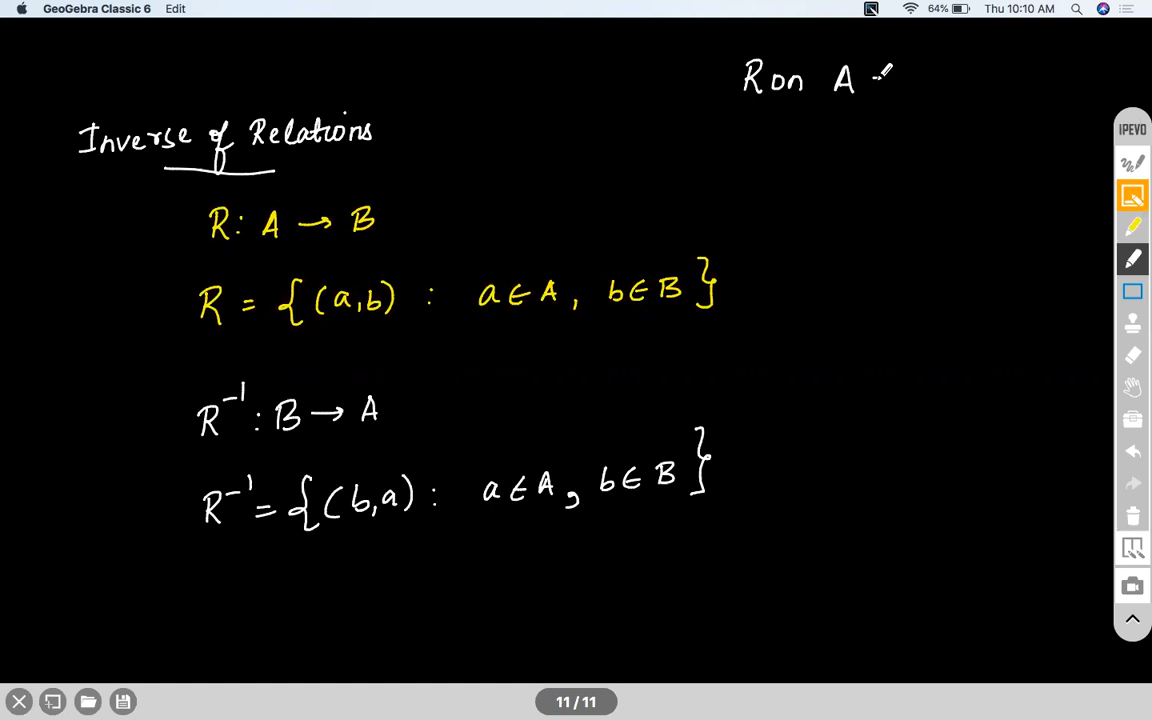 GeoGebra Classic 6 Edit 64% Thu 10:10 AM
R on A -
Inverse of Relations
IPEVO
R: A → B
R = {(a,b) : a ∈ A, b ∈ B}
R⁻¹ : B → A
R⁻¹ = {(b,a) : a ∈ A, b ∈ B}
11/11